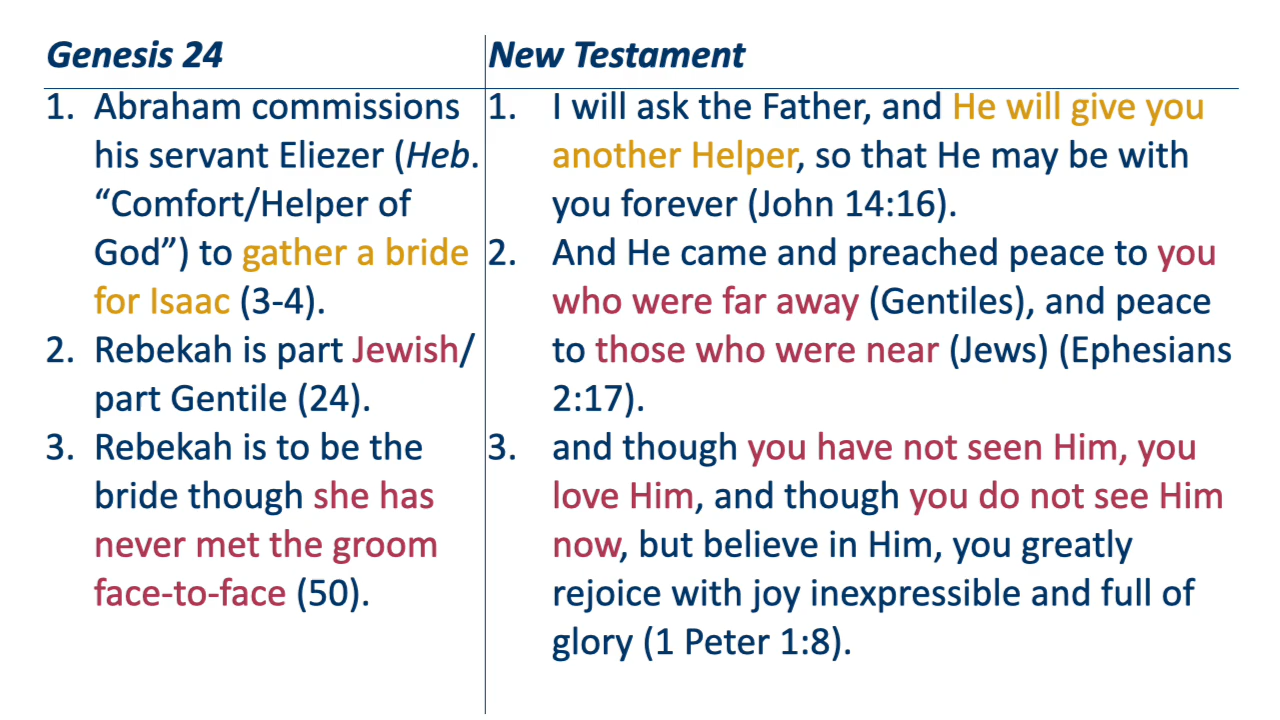 Genesis 24
1. Abraham commissions
his servant Eliezer (Heb.
“Comfort/Helper of
God”) to gather a bride
for Isaac (3-4).
2. Rebekah is part Jewish/
part Gentile (24).
3. Rebekah is to be the
bride though she has
never met the groom
face-to-face (50).
New Testament
1. I will ask the Father, and He will give you
another Helper, so that He may be with
you forever (John 14:16).
2. And He came and preached peace to you
who were far away (Gentiles), and peace
to those who were near (Jews) (Ephesians
2:17).
3. and though you have not seen Him, you
love Him, and though you do not see Him
now, but believe in Him, you greatly
rejoice with joy inexpressible and full of
glory (1 Peter 1:8).